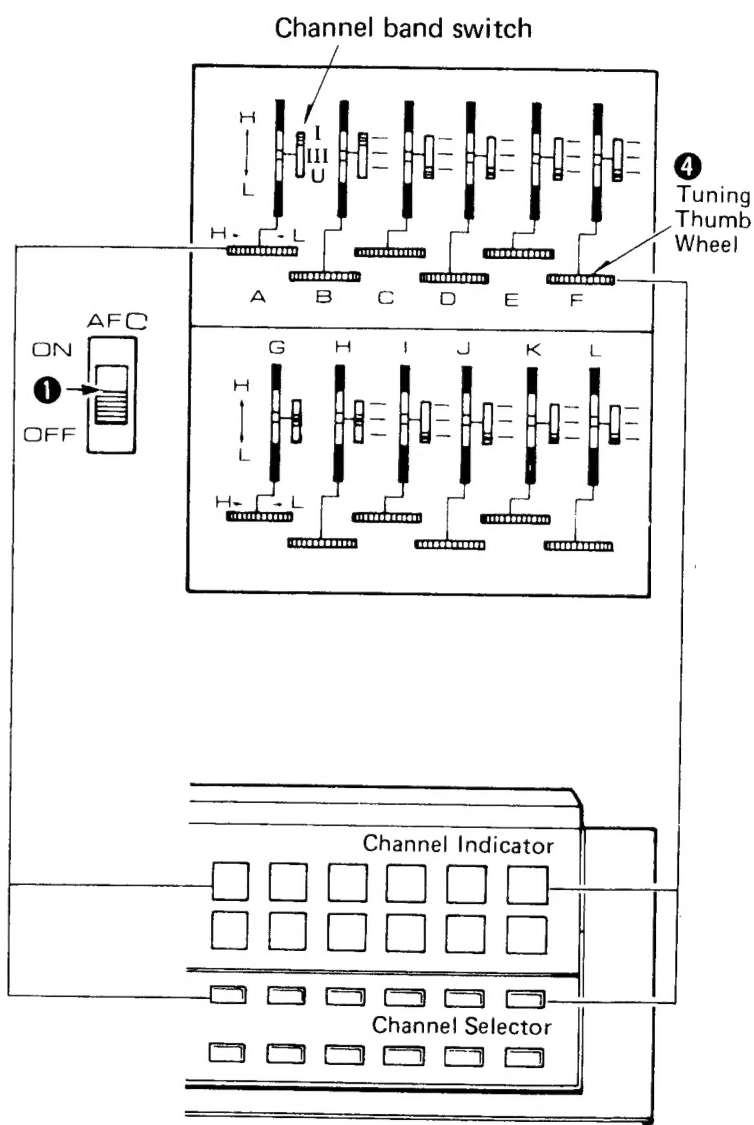 Channel band switch
H
L
I
III
U
H L
4
Tuning
Thumb
Wheel
A B C D E F
AFC
ON
1
OFF
G H I J K L
H
L
H L
Channel Indicator
Channel Selector